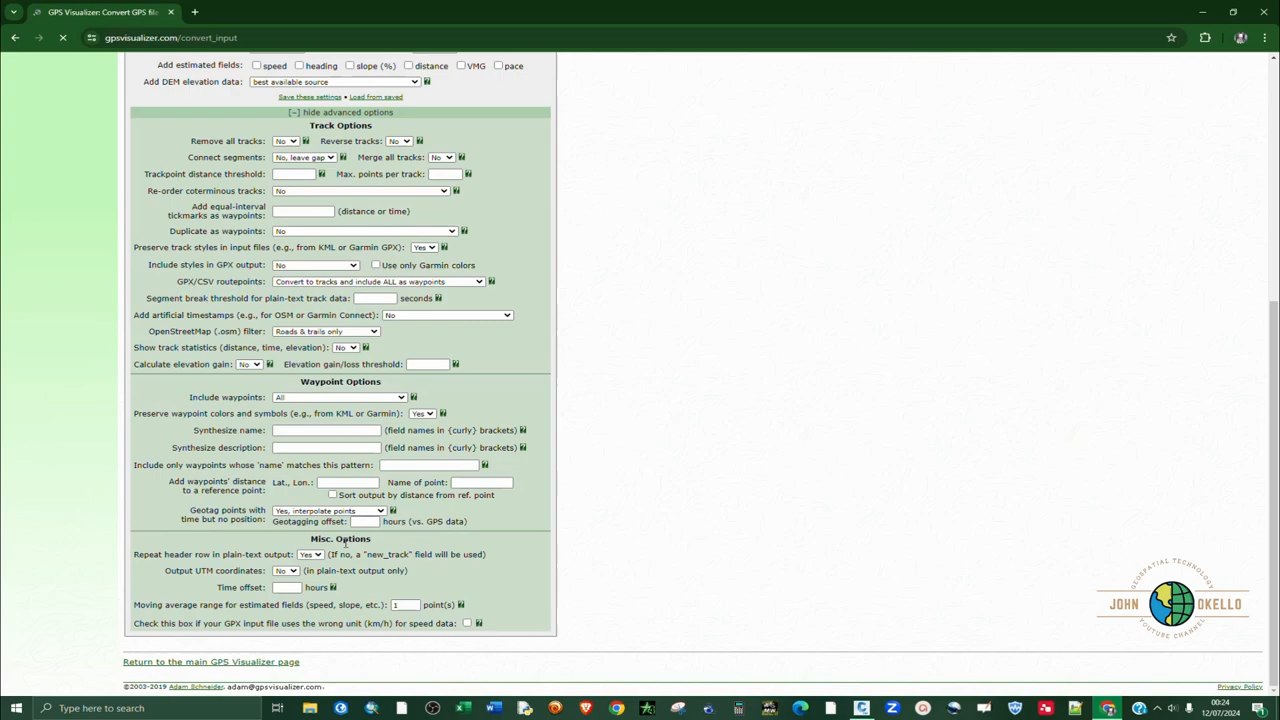 GPS Visualizer: Convert GPS file
gpsvisualizer.com/convert_input
Add estimated fields: speed heading slope (%) distance VMG pace
Add DEM elevation data: best available source
Save these settings • Load from saved
[−] hide advanced options
Track Options
Remove all tracks: No Reverse tracks: No
Connect segments: No, leave gap Merge all tracks: No
Trackpoint distance threshold: Max. points per track:
Re-order coterminous tracks: No
Add equal-interval
tickmarks as waypoints: (distance or time)
Duplicate as waypoints: No
Preserve track styles in input files (e.g., from KML or Garmin GPX): Yes
Include styles in GPX output: No Use only Garmin colors
GPX/CSV routepoints: Convert to tracks and include ALL as waypoints
Segment break threshold for plain-text track data: seconds
Add artificial timestamps (e.g., for OSM or Garmin Connect): No
OpenStreetMap (.osm) filter: Roads & trails only
Show track statistics (distance, time, elevation): No
Calculate elevation gain: No Elevation gain/loss threshold:
Waypoint Options
Include waypoints: All
Preserve waypoint colors and symbols (e.g., from KML or Garmin): Yes
Synthesize name: (field names in {curly} brackets)
Synthesize description: (field names in {curly} brackets)
Include only waypoints whose 'name' matches this pattern:
Add waypoints' distance
to a reference point: Lat., Lon.: Name of point:
Sort output by distance from ref. point
Geotag points with
time but no position: Yes, interpolate points
Geotagging offset: hours (vs. GPS data)
Misc. Options
Repeat header row in plain-text output: Yes (If no, a "new_track" field will be used)
Output UTM coordinates: No (in plain-text output only)
Time offset: hours
Moving average range for estimated fields (speed, slope, etc.): 1 point(s)
Check this box if your GPX input file uses the wrong unit (km/h) for speed data:
Return to the main GPS Visualizer page
©2003-2019 Adam Schneider, adam@gpsvisualizer.com.
Privacy Policy
GEOSPATIAL TECHNOLOGY
JOHN OKELLO
YOUTUBE CHANNEL
Type here to search
00:24
12/07/2024